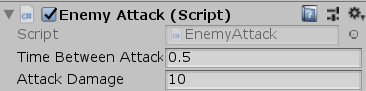 Enemy Attack (Script)
Script EnemyAttack
Time Between Attack 0.5
Attack Damage 10